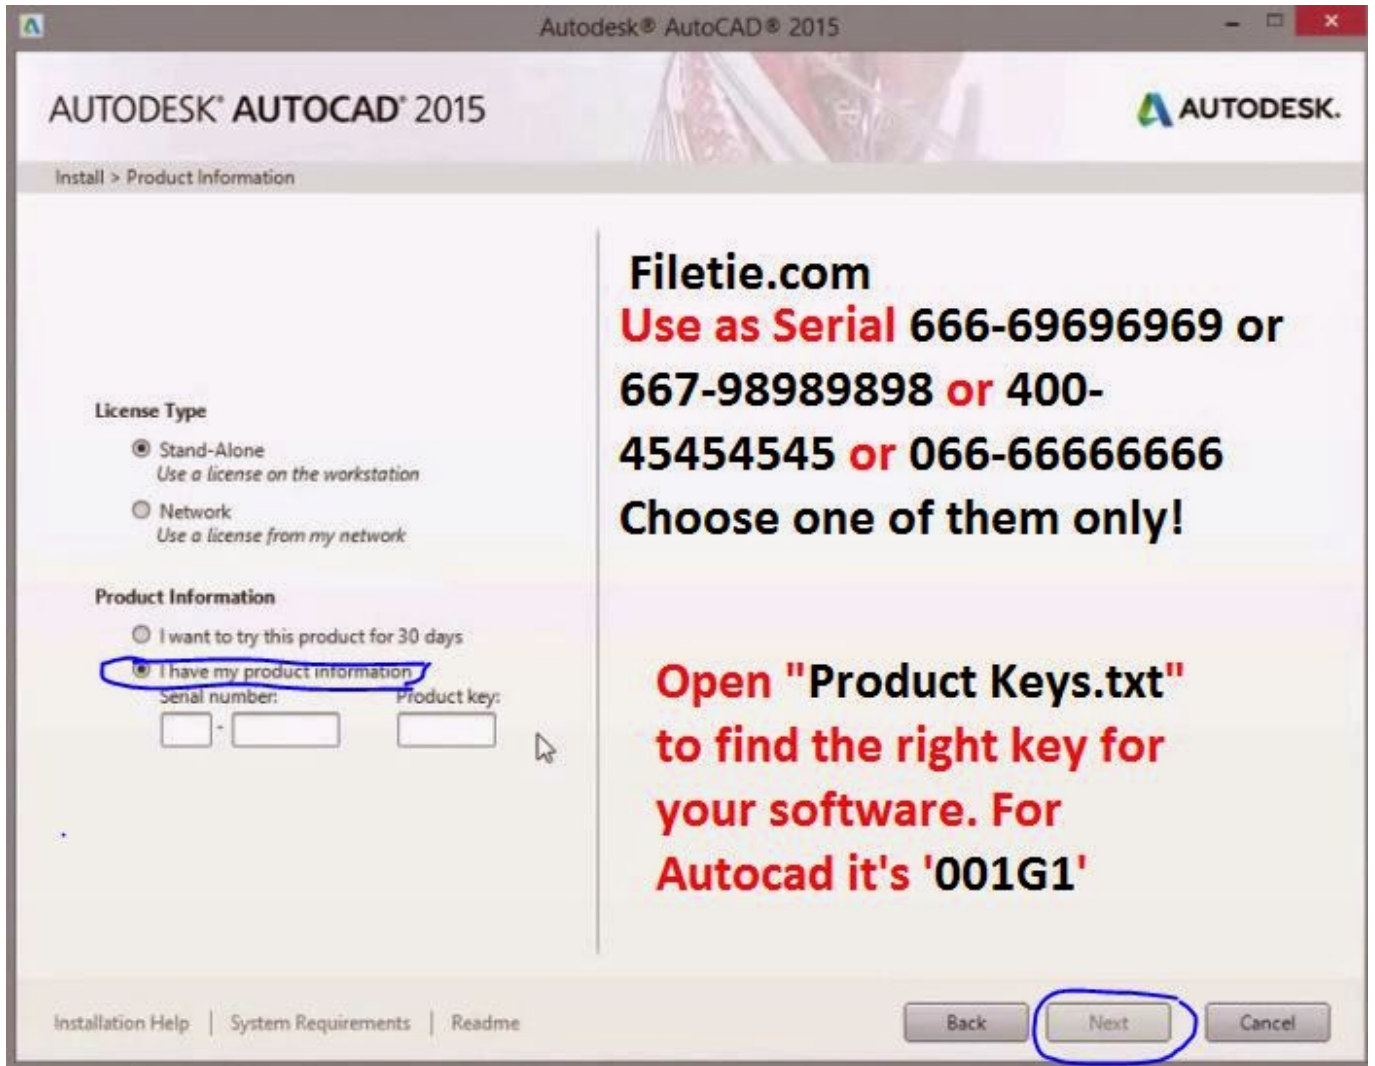 Autodesk® AutoCAD® 2015
AUTODESK® AUTOCAD® 2015
AUTODESK.
Install > Product Information
Filetie.com
Use as Serial 666-69696969 or
667-98989898 or 400-
45454545 or 066-66666666
Choose one of them only!
License Type
Stand-Alone
Use a license on the workstation
Network
Use a license from my network
Product Information
I want to try this product for 30 days
I have my product information
Serial number:
Product key:
-
Open "Product Keys.txt"
to find the right key for
your software. For
Autocad it's '001G1'
Installation Help | System Requirements | Readme
Back
Next
Cancel